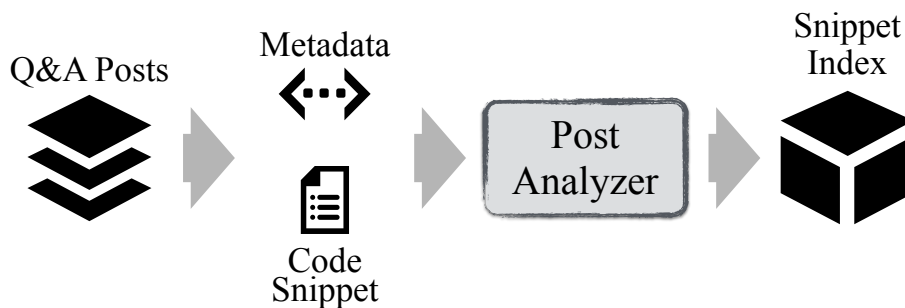 Q&A Posts
Metadata
Code
Snippet
Post
Analyzer
Snippet
Index